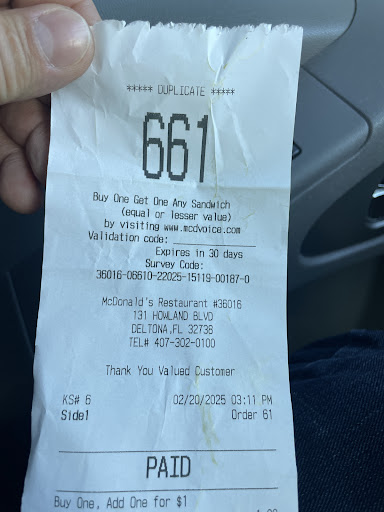 ***** DUPLICATE *****
661
Buy One Get One Any Sandwich
(equal or lesser value)
by visiting www.mcdvoice.com
Validation code: ____________
Expires in 30 days
Survey Code:
36016-06610-22025-15119-00187-0
McDonald's Restaurant #36016
131 HOWLAND BLVD
DELTONA,FL 32738
TEL# 407-302-0100
Thank You Valued Customer
KS# 6 02/20/2025 03:11 PM
Side1 Order 61
PAID
Buy One, Add One for $1